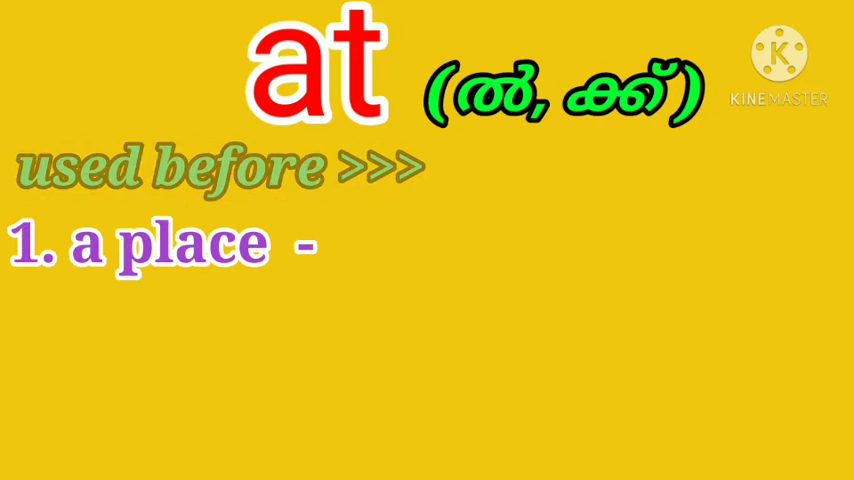 at (ൽ, ക്ക്)
KINEMASTER
used before >>>
1. a place -